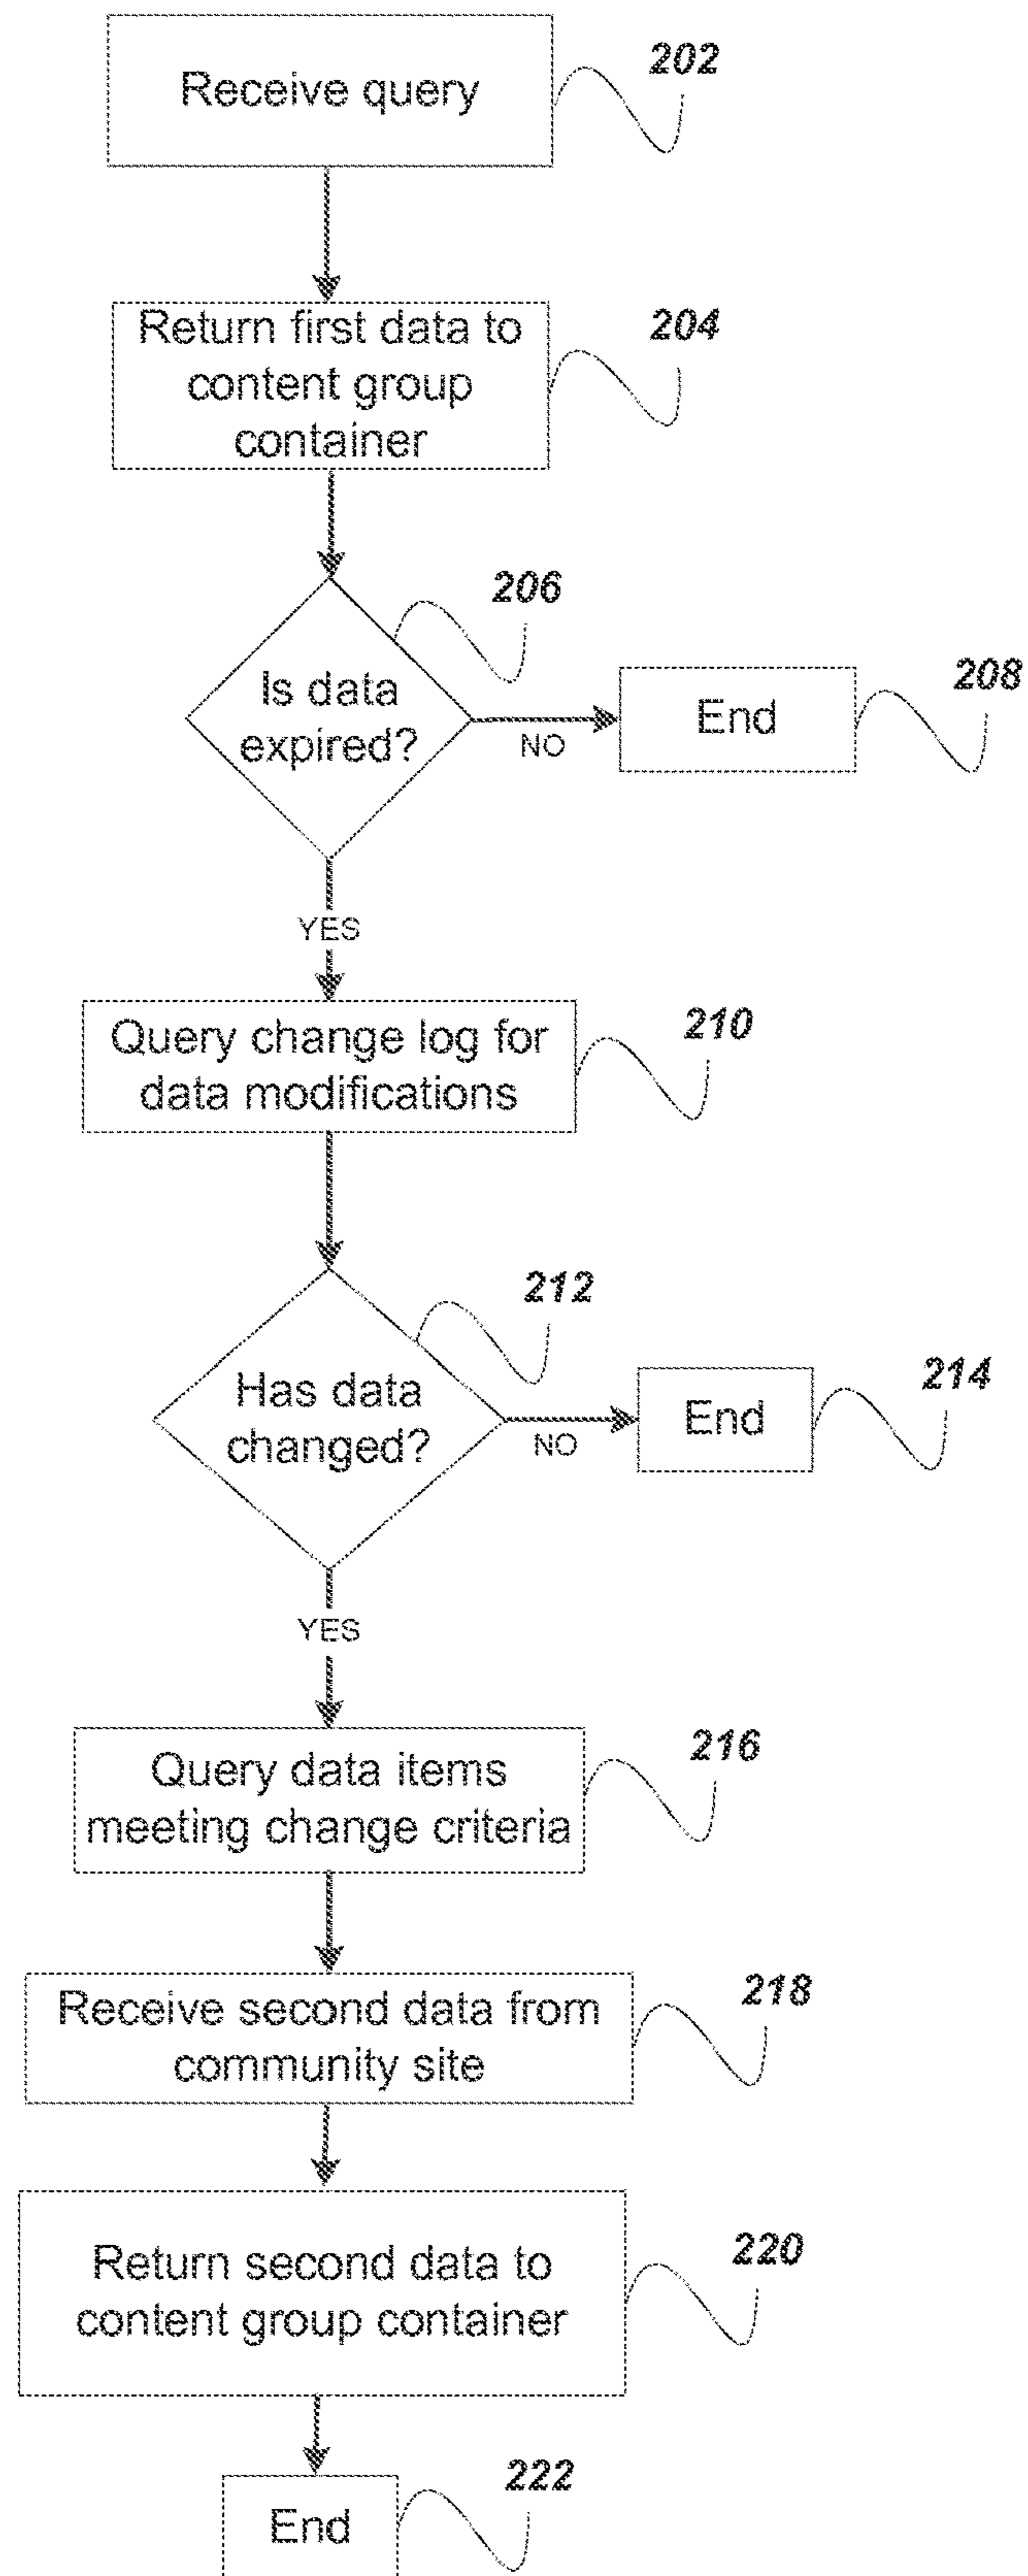 Receive query
202
Return first data to
content group
container
204
206
Is data
expired?
NO
End
208
YES
Query change log for
data modifications
210
212
Has data
changed?
NO
End
214
YES
Query data items
meeting change criteria
216
Receive second data from
community site
218
Return second data to
content group container
220
End
222